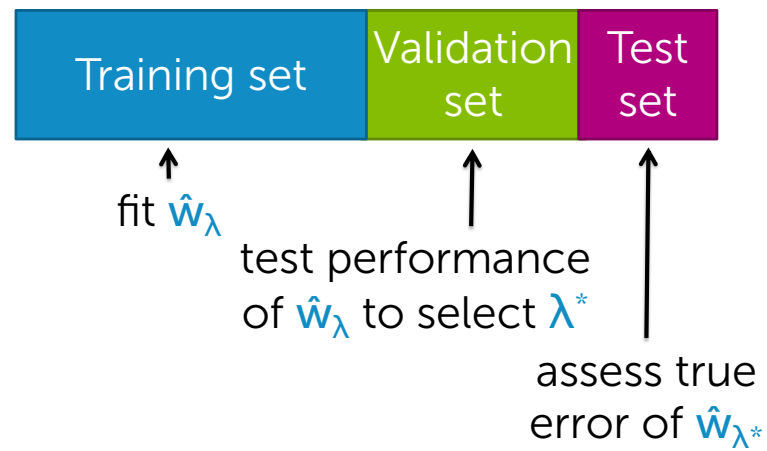 Training set
Validation
set
Test
set
fit ŵλ
test performance
of ŵλ to select λ*
assess true
error of ŵλ*